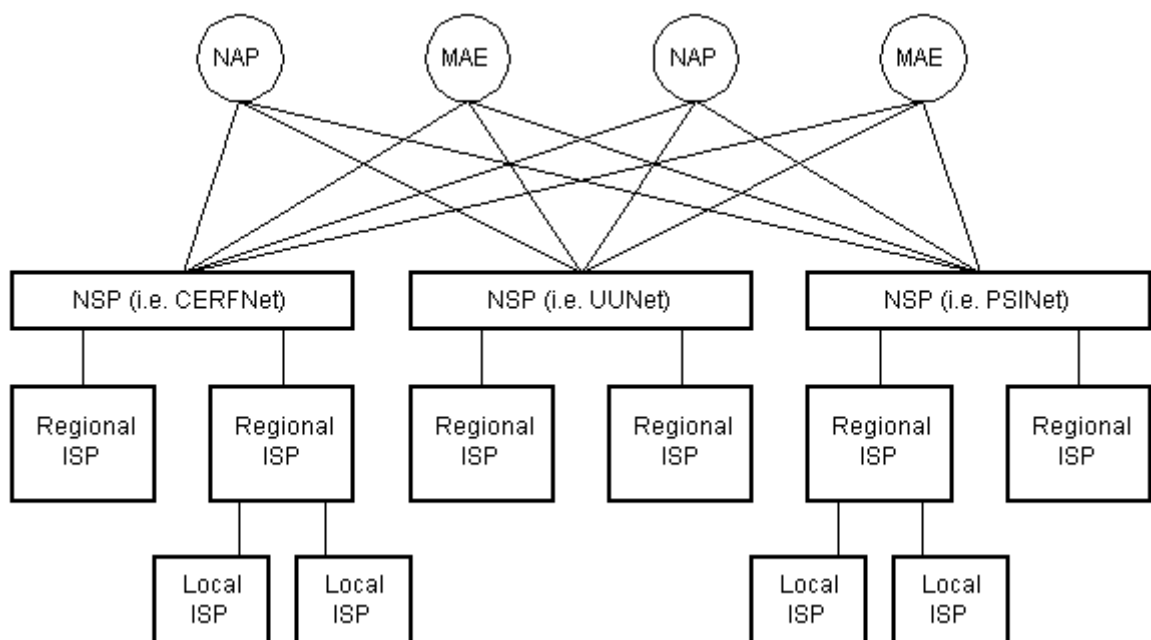 NAP
MAE
NAP
MAE
NSP (i.e. CERFNet)
NSP (i.e. UUNet)
NSP (i.e. PSINet)
Regional
ISP
Regional
ISP
Regional
ISP
Regional
ISP
Regional
ISP
Regional
ISP
Local
ISP
Local
ISP
Local
ISP
Local
ISP